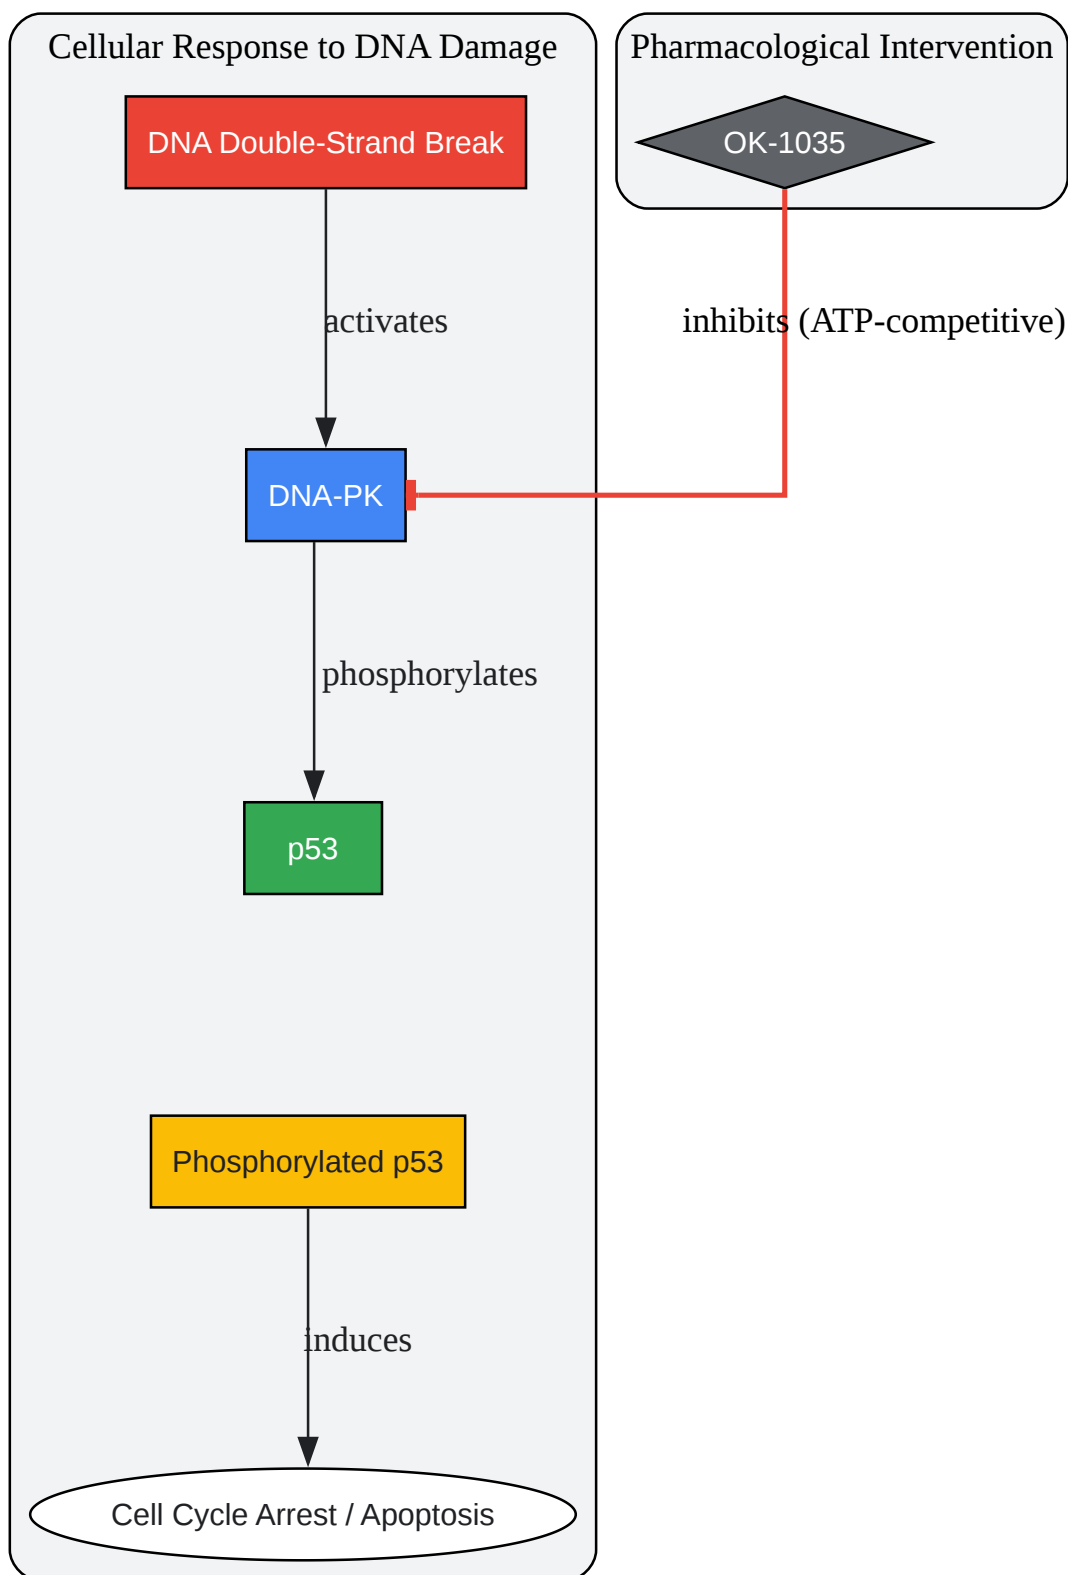 Cellular Response to DNA Damage
Pharmacological Intervention
DNA Double-Strand Break
OK-1035
activates
inhibits (ATP-competitive)
DNA-PK
phosphorylates
p53
Phosphorylated p53
induces
Cell Cycle Arrest / Apoptosis